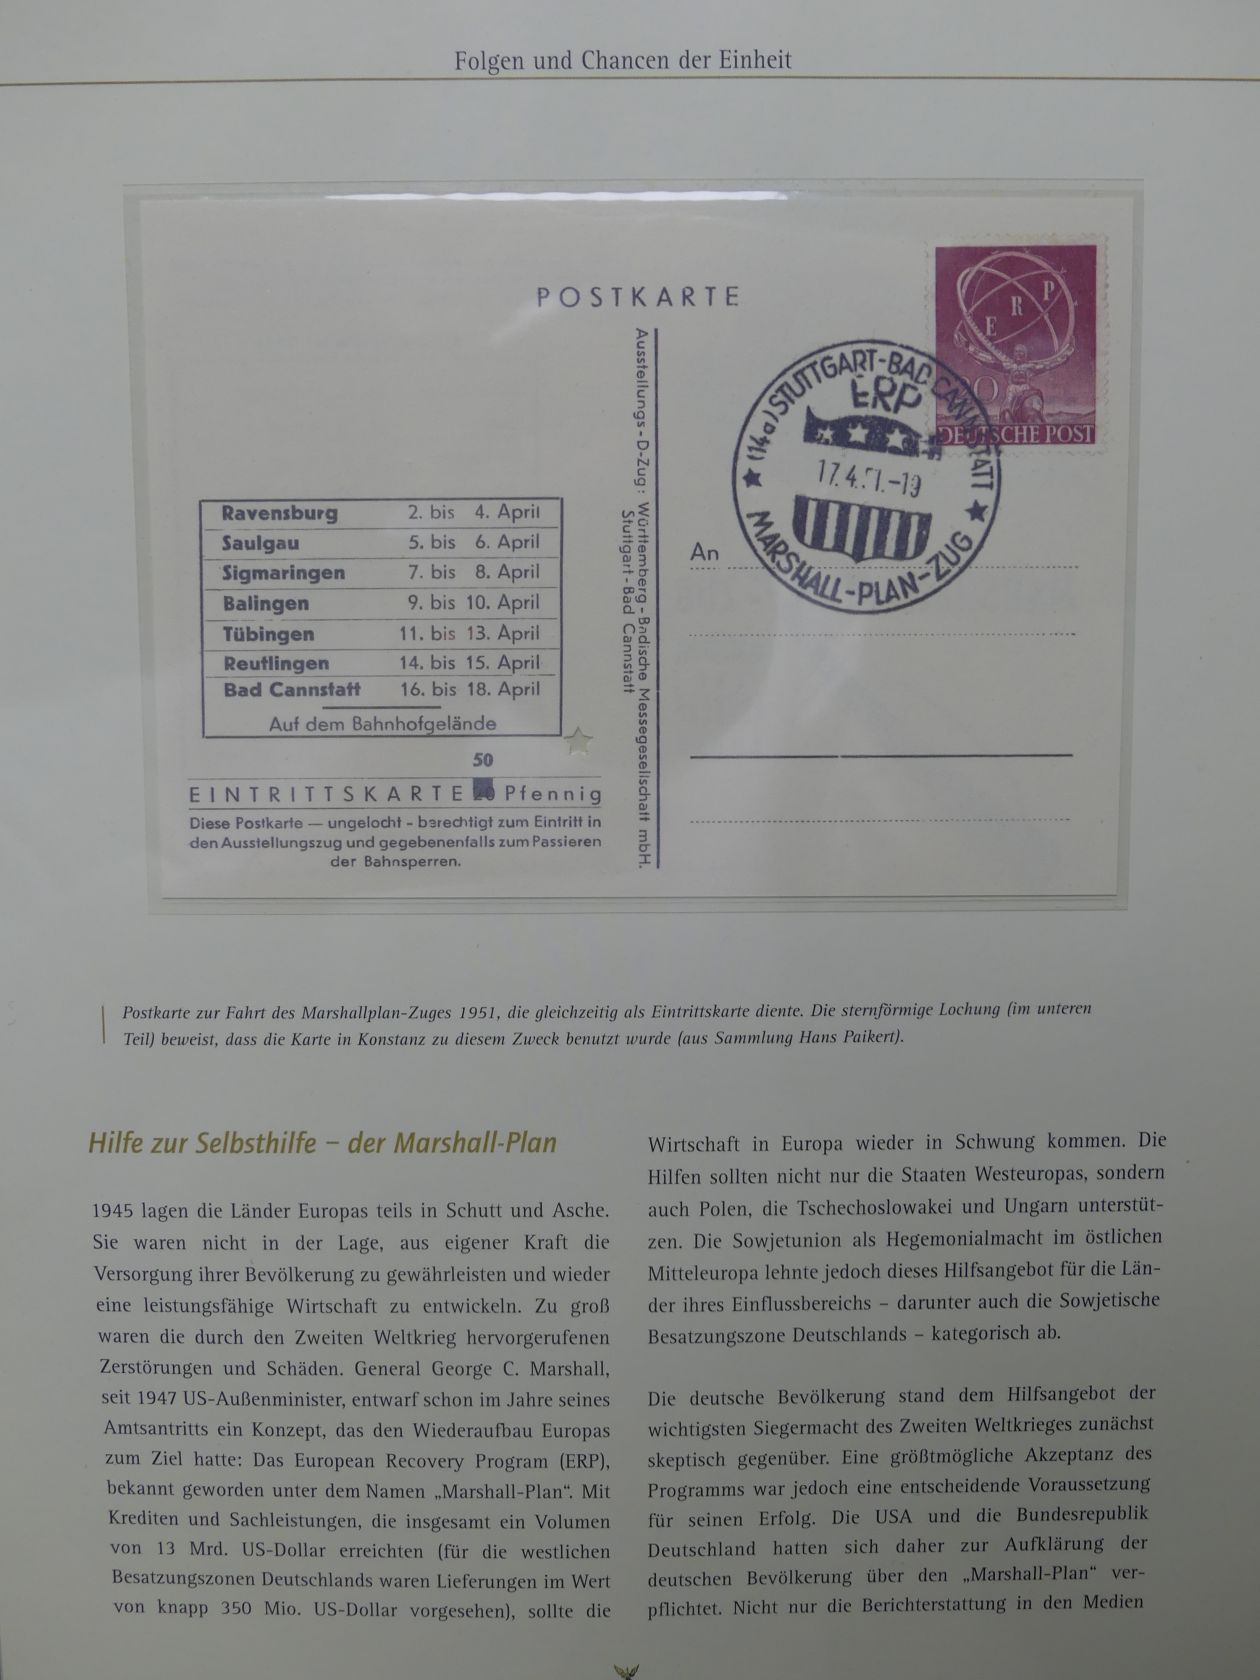 Folgen und Chancen der Einheit
POSTKARTE
E R P
20
DEUTSCHE POST
(14a) STUTTGART-BAD CANNSTATT
ERP
17.4.51.-19
MARSHALL-PLAN-ZUG
Ravensburg 2. bis 4. April
Saulgau 5. bis 6. April
Sigmaringen 7. bis 8. April
Balingen 9. bis 10. April
Tübingen 11. bis 13. April
Reutlingen 14. bis 15. April
Bad Cannstatt 16. bis 18. April
Auf dem Bahnhofgelände
50
EINTRITTSKARTE 20 Pfennig
Diese Postkarte — ungelocht - berechtigt zum Eintritt in
den Ausstellungszug und gegebenenfalls zum Passieren
der Bahnsperren.
Ausstellungs-D-Zug: Württemberg-Badische Messegesellschaft mbH.
Stuttgart-Bad Cannstatt
An
Postkarte zur Fahrt des Marshallplan-Zuges 1951, die gleichzeitig als Eintrittskarte diente. Die sternförmige Lochung (im unteren
Teil) beweist, dass die Karte in Konstanz zu diesem Zweck benutzt wurde (aus Sammlung Hans Paikert).
Hilfe zur Selbsthilfe – der Marshall-Plan
1945 lagen die Länder Europas teils in Schutt und Asche.
Sie waren nicht in der Lage, aus eigener Kraft die
Versorgung ihrer Bevölkerung zu gewährleisten und wieder
eine leistungsfähige Wirtschaft zu entwickeln. Zu groß
waren die durch den Zweiten Weltkrieg hervorgerufenen
Zerstörungen und Schäden. General George C. Marshall,
seit 1947 US-Außenminister, entwarf schon im Jahre seines
Amtsantritts ein Konzept, das den Wiederaufbau Europas
zum Ziel hatte: Das European Recovery Program (ERP),
bekannt geworden unter dem Namen „Marshall-Plan“. Mit
Krediten und Sachleistungen, die insgesamt ein Volumen
von 13 Mrd. US-Dollar erreichten (für die westlichen
Besatzungszonen Deutschlands waren Lieferungen im Wert
von knapp 350 Mio. US-Dollar vorgesehen), sollte die
Wirtschaft in Europa wieder in Schwung kommen. Die
Hilfen sollten nicht nur die Staaten Westeuropas, sondern
auch Polen, die Tschechoslowakei und Ungarn unterstüt-
zen. Die Sowjetunion als Hegemonialmacht im östlichen
Mitteleuropa lehnte jedoch dieses Hilfsangebot für die Län-
der ihres Einflussbereichs – darunter auch die Sowjetische
Besatzungszone Deutschlands – kategorisch ab.
Die deutsche Bevölkerung stand dem Hilfsangebot der
wichtigsten Siegermacht des Zweiten Weltkrieges zunächst
skeptisch gegenüber. Eine größtmögliche Akzeptanz des
Programms war jedoch eine entscheidende Voraussetzung
für seinen Erfolg. Die USA und die Bundesrepublik
Deutschland hatten sich daher zur Aufklärung der
deutschen Bevölkerung über den „Marshall-Plan“ ver-
pflichtet. Nicht nur die Berichterstattung in den Medien